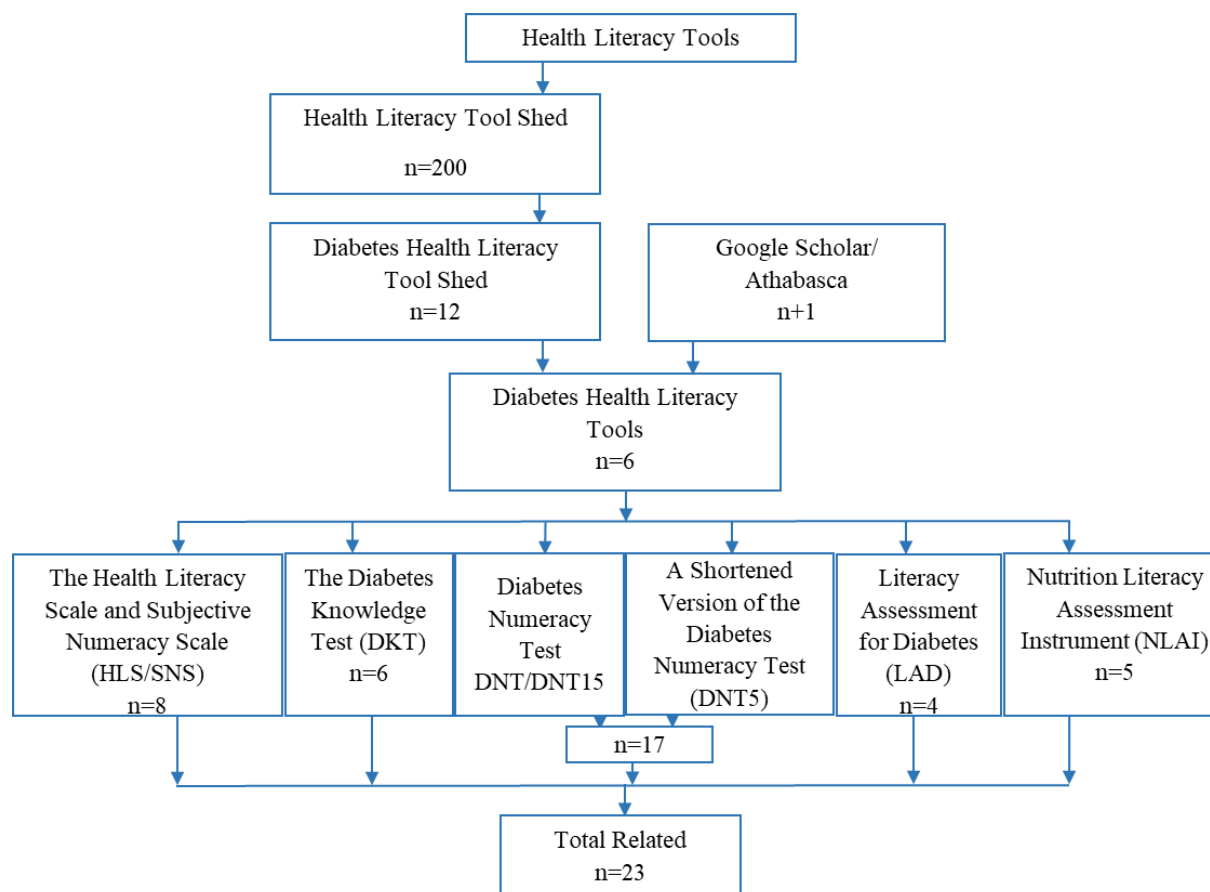 Health Literacy Tools
Health Literacy Tool Shed
n=200
Diabetes Health Literacy
Tool Shed
n=12
Google Scholar/
Athabasca
n+1
Diabetes Health Literacy
Tools
n=6
The Health Literacy
Scale and Subjective
Numeracy Scale
(HLS/SNS)
n=8
The Diabetes
Knowledge
Test (DKT)
n=6
Diabetes
Numeracy
Test
DNT/DNT15
A Shortened
Version of the
Diabetes
Numeracy Test
(DNT5)
Literacy
Assessment
for Diabetes
(LAD)
n=4
Nutrition Literacy
Assessment
Instrument (NLAI)
n=5
n=17
Total Related
n=23